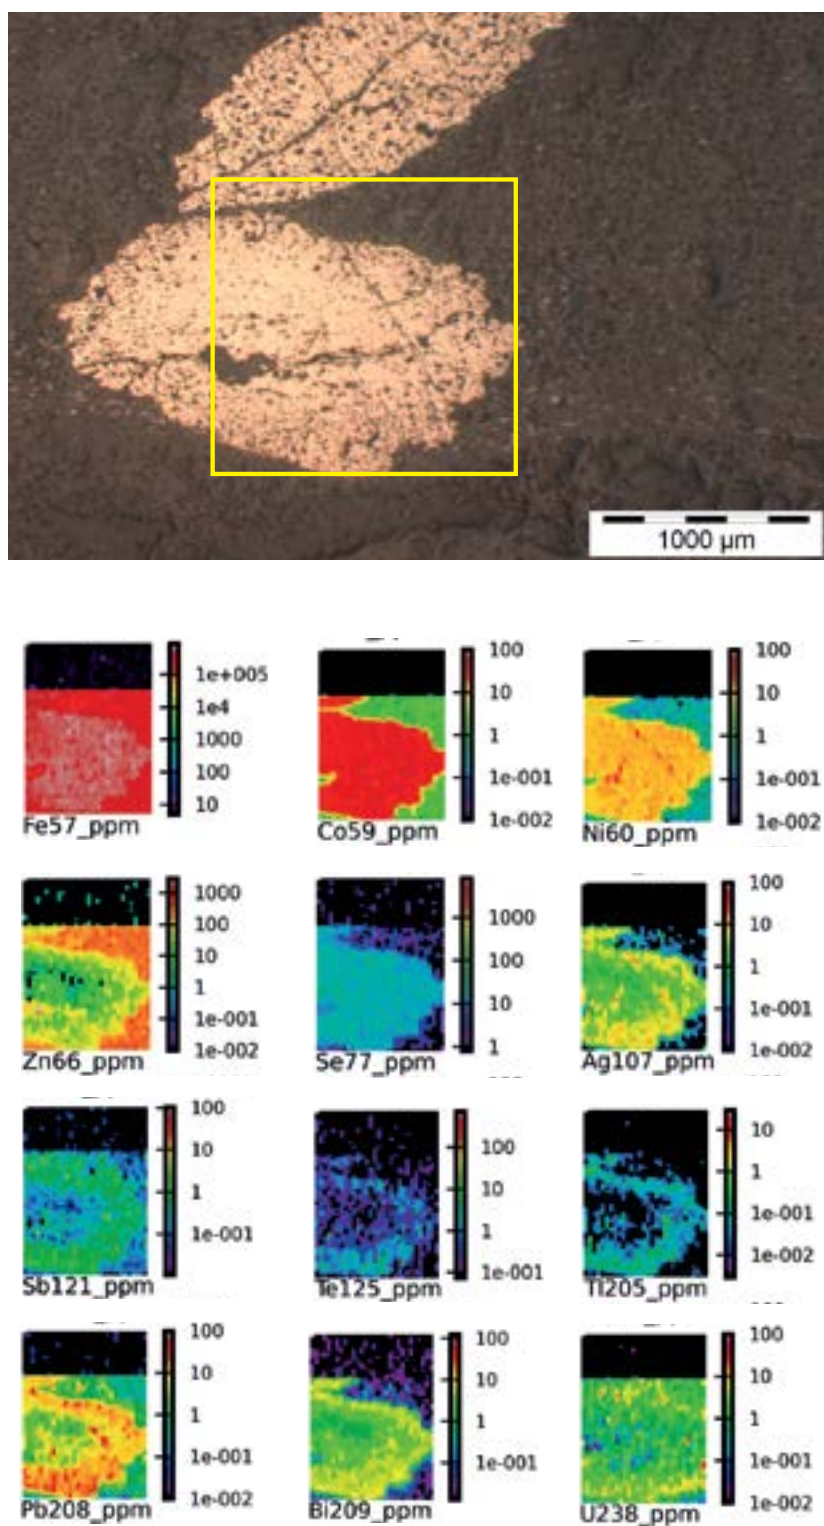 1000 µm
1e+005
1e4
1000
100
10
Fe57_ppm
100
10
1
1e-001
1e-002
Co59_ppm
100
10
1
1e-001
1e-002
Ni60_ppm
1000
100
10
1
1e-001
1e-002
Zn66_ppm
1000
100
10
1
Se77_ppm
100
10
1
1e-001
1e-002
Ag107_ppm
100
10
1
1e-001
Sb121_ppm
100
10
1
1e-001
Te125_ppm
10
1
1e-001
1e-002
Tl205_ppm
100
10
1
1e-001
1e-002
Pb208_ppm
100
10
1
1e-001
Bi209_ppm
100
10
1
1e-001
1e-002
U238_ppm